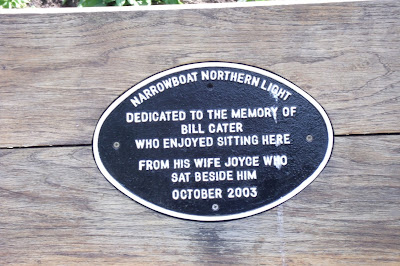 NARROWBOAT NORTHERN LIGHT
DEDICATED TO THE MEMORY OF
BILL CATER
WHO ENJOYED SITTING HERE
FROM HIS WIFE JOYCE WHO
SAT BESIDE HIM
OCTOBER 2003